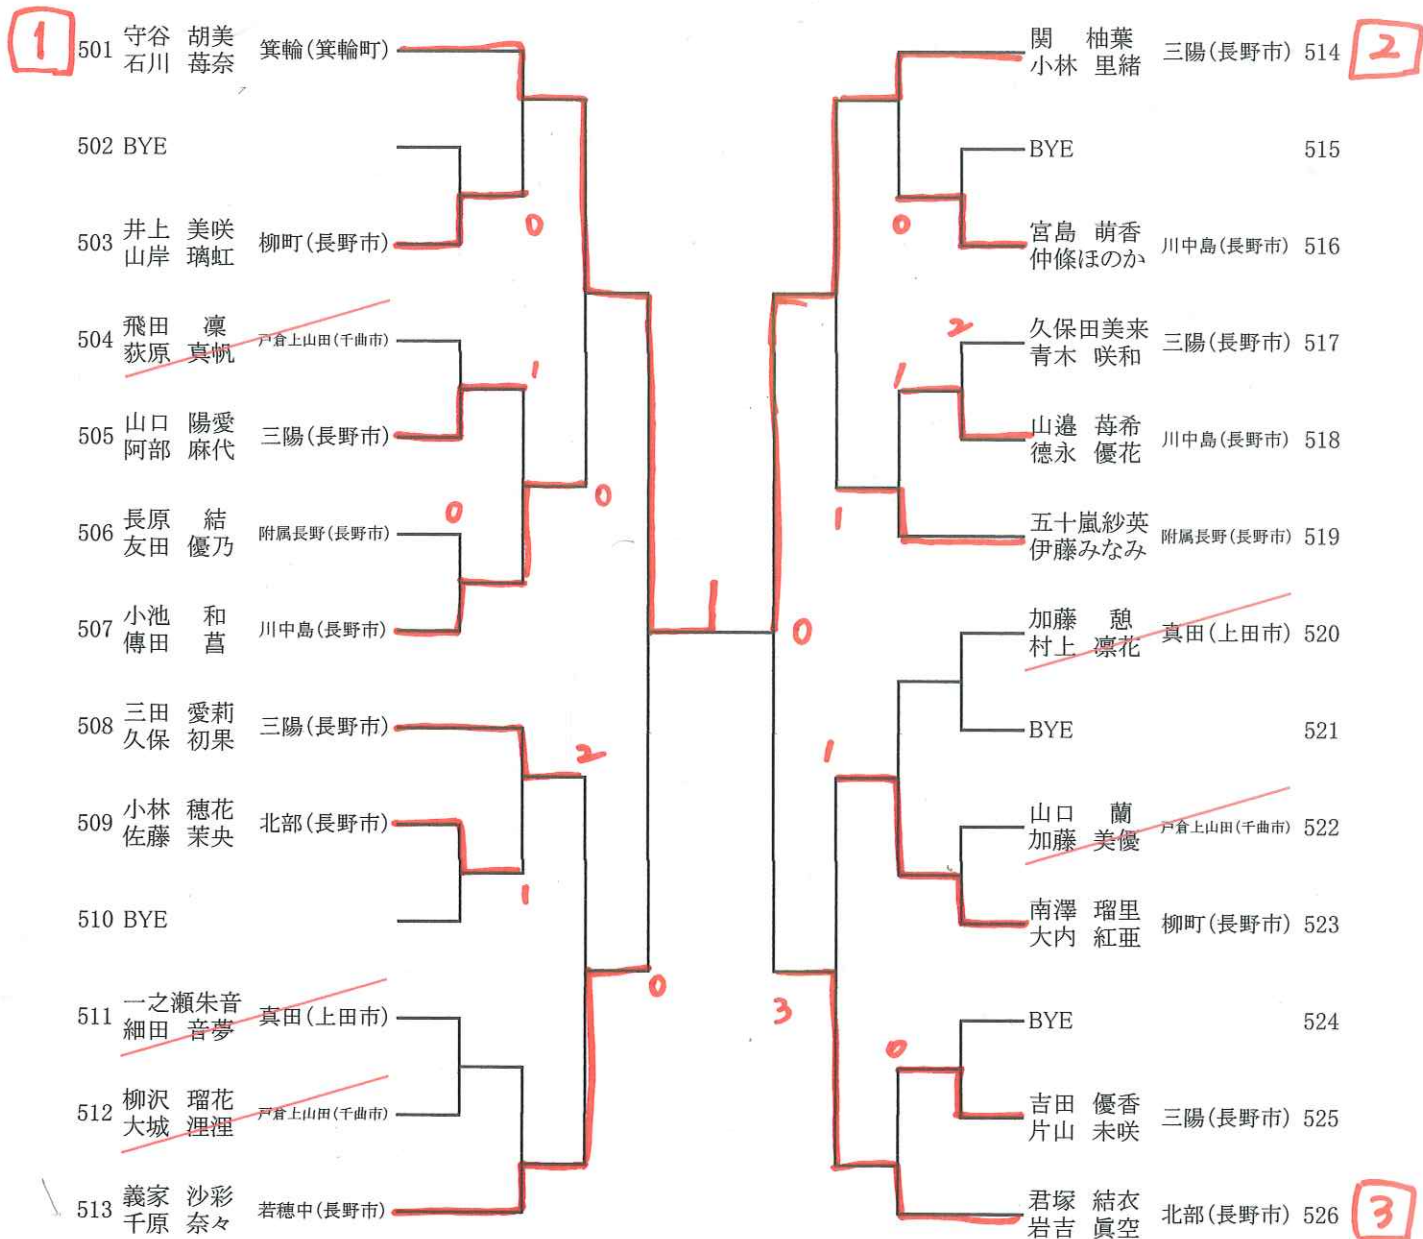 1
501 守谷 胡美 箕輪(箕輪町)
石川 苺奈
502 BYE
0
503 井上 美咲 柳町(長野市)
山岸 璃虹
504 飛田 凜 戸倉上山田(千曲市)
荻原 真帆
1
505 山口 陽愛 三陽(長野市)
阿部 麻代
0
0
506 長原 結 附属長野(長野市)
友田 優乃
507 小池 和 川中島(長野市)
傳田 菖
508 三田 愛莉 三陽(長野市)
久保 初果
2
509 小林 穂花 北部(長野市)
佐藤 茉央
1
510 BYE
0
511 一之瀬朱音 真田(上田市)
細田 音夢
512 柳沢 瑠花 戸倉上山田(千曲市)
大城 浬浬
513 義家 沙彩 若穂中(長野市)
千原 奈々
0
関 柚葉 三陽(長野市) 514
小林 里緒
2
BYE 515
0
宮島 萌香 川中島(長野市) 516
仲條ほのか
2
久保田美来 三陽(長野市) 517
青木 咲和
1
山邉 苺希 川中島(長野市) 518
德永 優花
1
五十嵐紗英 附属長野(長野市) 519
伊藤みなみ
加藤 憩 真田(上田市) 520
村上 凛花
BYE 521
1
山口 蘭 戸倉上山田(千曲市) 522
加藤 美優
南澤 瑠里 柳町(長野市) 523
大内 紅亜
3
BYE 524
0
吉田 優香 三陽(長野市) 525
片山 未咲
君塚 結衣 北部(長野市) 526
岩吉 眞空
3